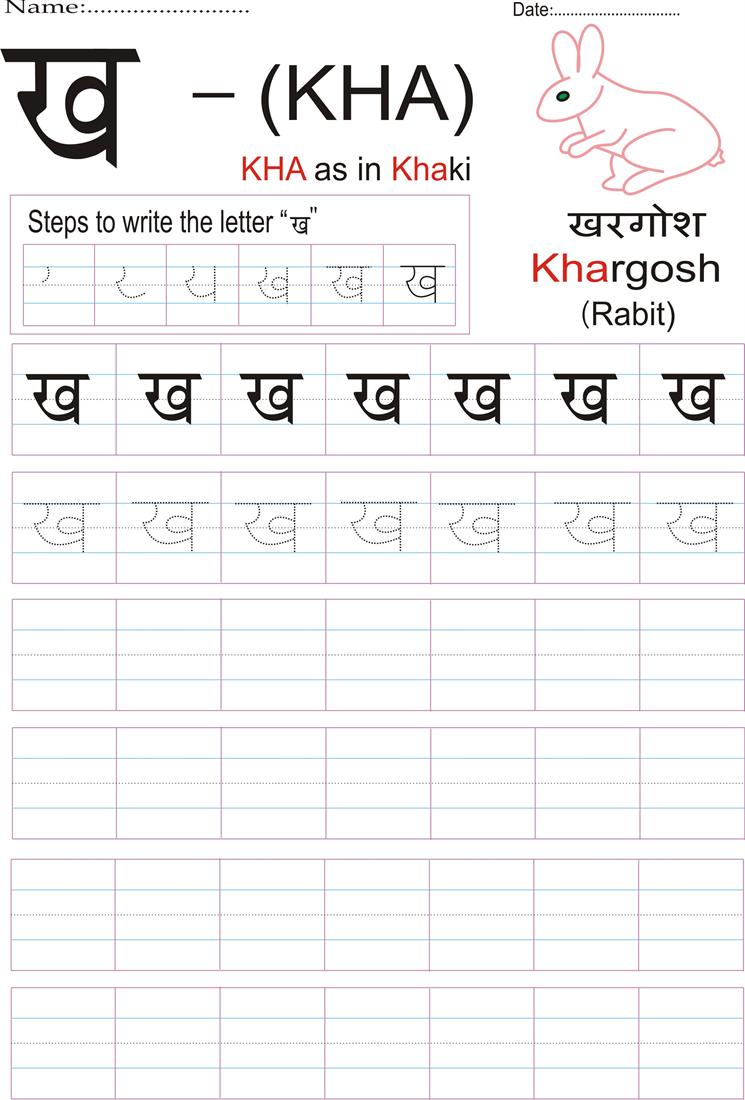 Name:........................
Date:..............................
ख – (KHA)
KHA as in Khaki
Steps to write the letter “ख"
ख ख ख
खरगोश
Khargosh
(Rabit)
ख ख ख ख ख ख ख
ख ख ख ख ख ख ख